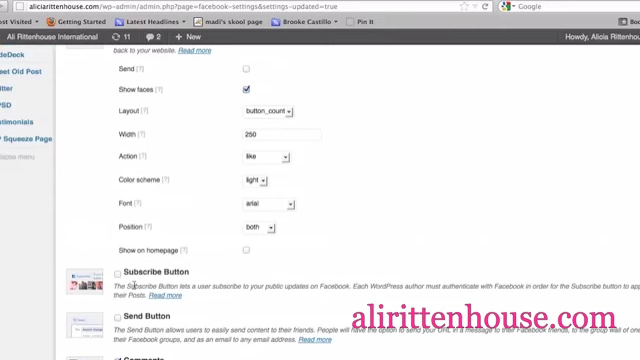 aliciarittenhouse.com/wp-admin/admin.php?page=facebook-settings&settings-updated=true
Google
st Visited Getting Started Latest Headlines madi's skool page Brooke Castillo Pin It
Ali Rittenhouse International 11 2 + New Howdy, Alicia Rittenhouse
back to your website. Read more
Send [?]
deDeck
Show faces [?]
eet Old Post
Layout [?] button_count
tter
PSD
Width [?] 250
stimonials
Action [?] like
P Squeeze Page
Color scheme [?] light
Font [?] arial
Position [?] both
Show on homepage [?]
Subscribe Button
The Subscribe Button lets a user subscribe to your public updates on Facebook. Each WordPress author must authenticate with Facebook in order for the Subscribe button to app
their Posts. Read more
Send Button
The Send Button allows users to easily send content to their friends. People will have the option to send your URL in a message to their Facebook friends, to the group wall of one
their Facebook groups, and as an email to any email address. Read more
alirittenhouse.com